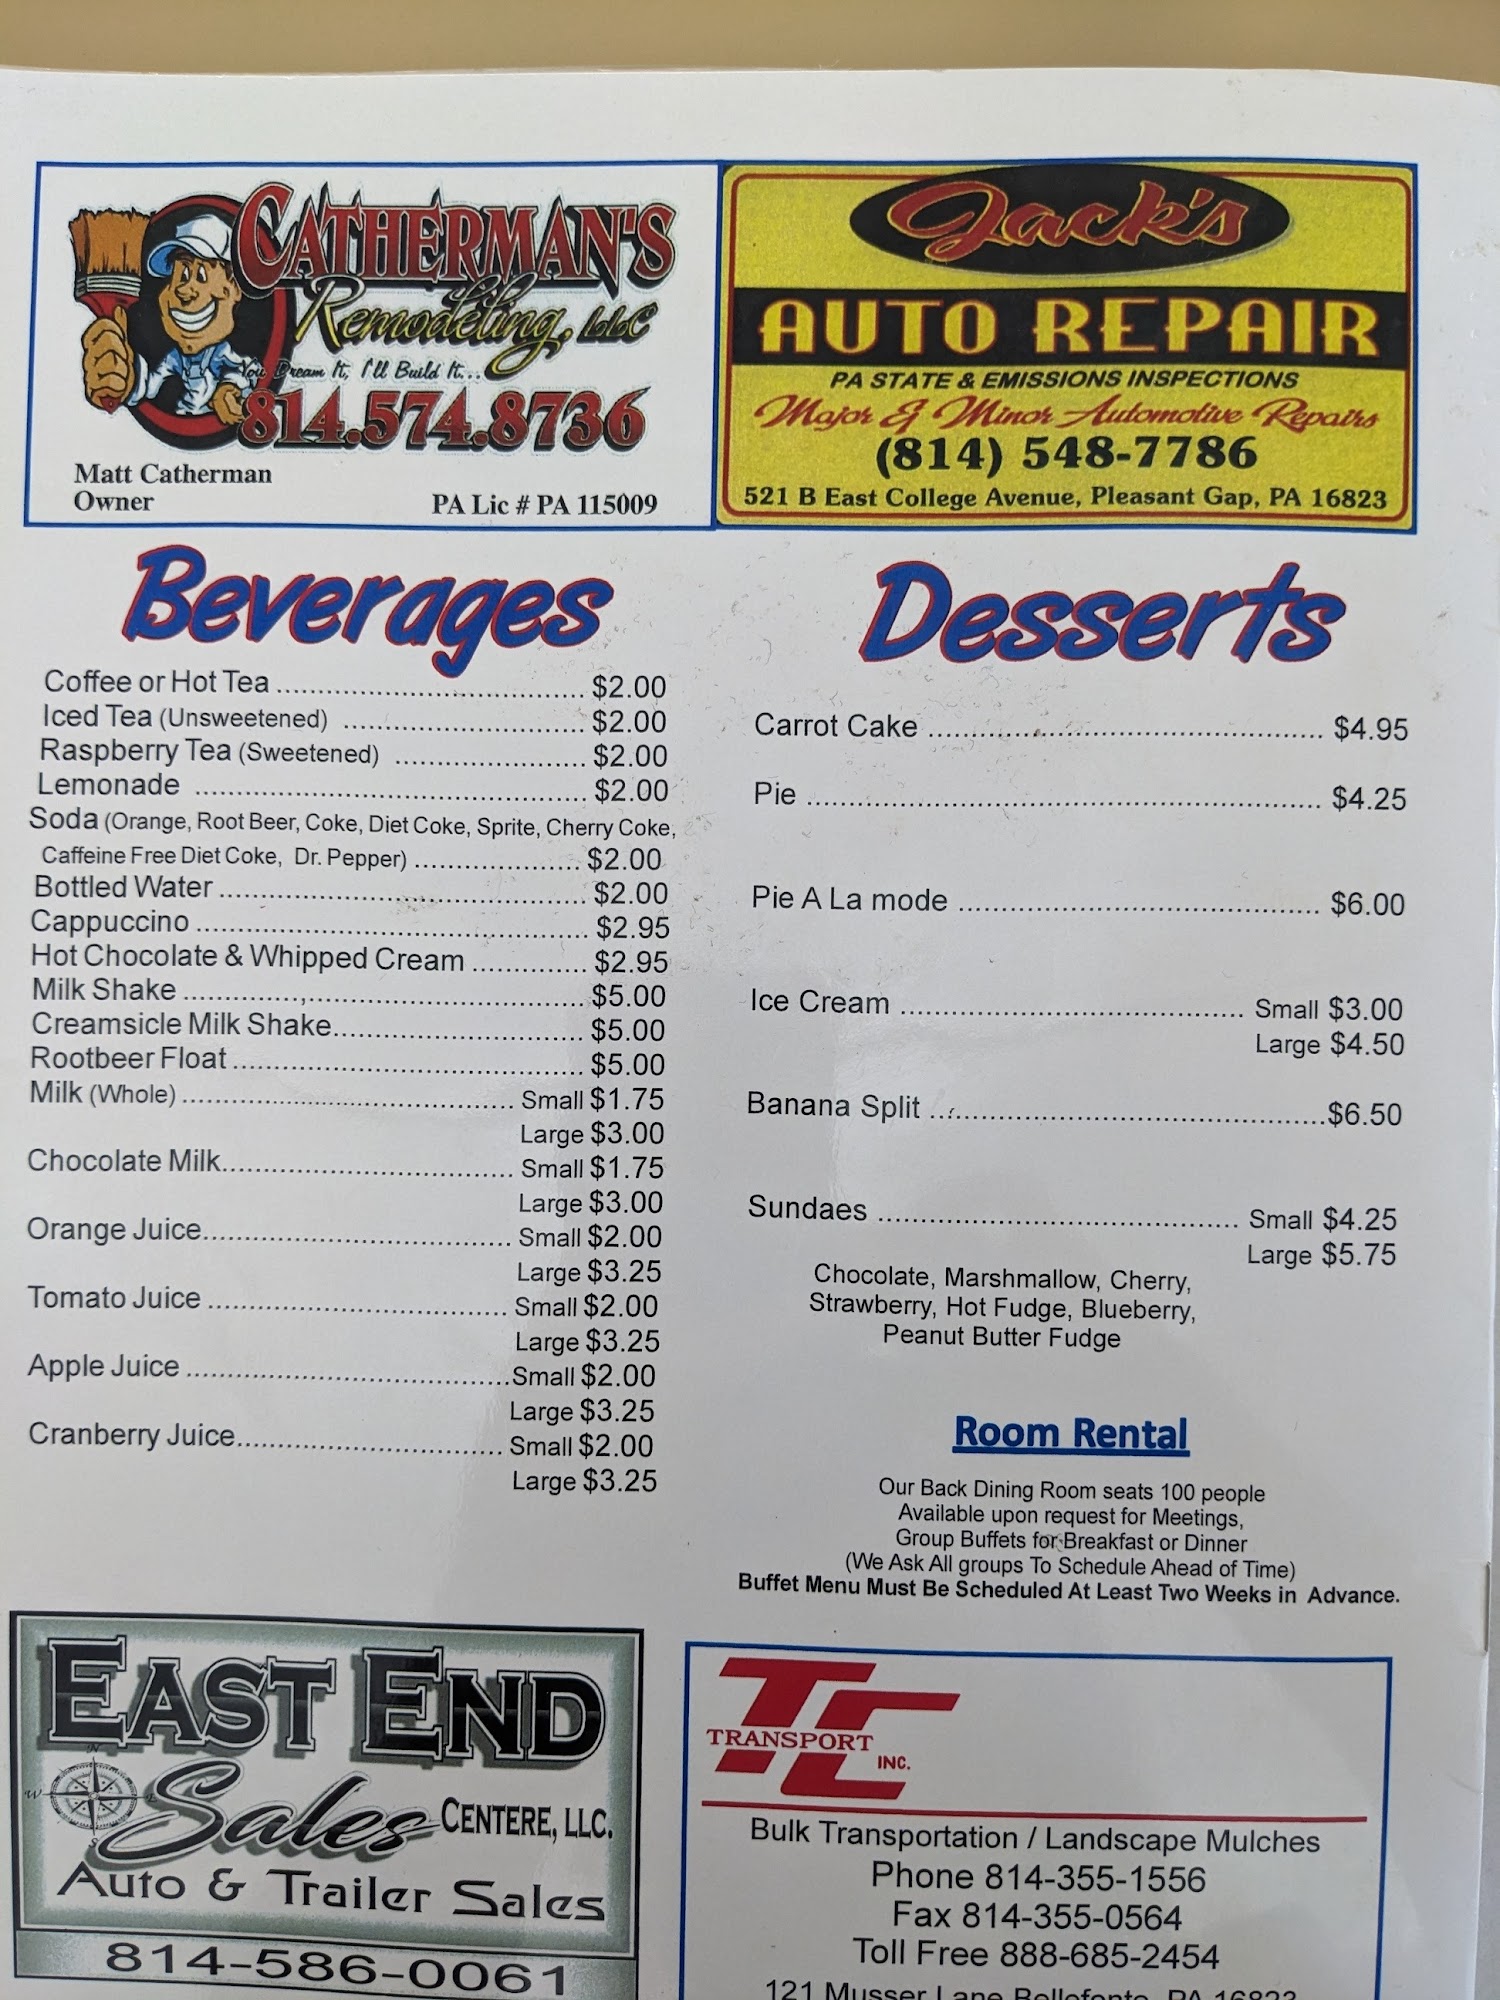 CATHERMAN'S
Remodeling, LLC
You Dream It, I'll Build It...
814.574.8736
Matt Catherman
Owner
PA Lic # PA 115009
Jack's
AUTO REPAIR
PA STATE & EMISSIONS INSPECTIONS
Major & Minor Automotive Repairs
(814) 548-7786
521 B East College Avenue, Pleasant Gap, PA 16823
Beverages
Coffee or Hot Tea ........ $2.00
Iced Tea (Unsweetened) ........ $2.00
Raspberry Tea (Sweetened) ........ $2.00
Lemonade ........ $2.00
Soda (Orange, Root Beer, Coke, Diet Coke, Sprite, Cherry Coke,
Caffeine Free Diet Coke, Dr. Pepper) ........ $2.00
Bottled Water ........ $2.00
Cappuccino ........ $2.95
Hot Chocolate & Whipped Cream ........ $2.95
Milk Shake ........ $5.00
Creamsicle Milk Shake ........ $5.00
Rootbeer Float ........ $5.00
Milk (Whole) ........ Small $1.75
Large $3.00
Chocolate Milk ........ Small $1.75
Large $3.00
Orange Juice ........ Small $2.00
Large $3.25
Tomato Juice ........ Small $2.00
Large $3.25
Apple Juice ........ Small $2.00
Large $3.25
Cranberry Juice ........ Small $2.00
Large $3.25
Desserts
Carrot Cake ........ $4.95
Pie ........ $4.25
Pie A La mode ........ $6.00
Ice Cream ........ Small $3.00
Large $4.50
Banana Split ........ $6.50
Sundaes ........ Small $4.25
Large $5.75
Chocolate, Marshmallow, Cherry,
Strawberry, Hot Fudge, Blueberry,
Peanut Butter Fudge
Room Rental
Our Back Dining Room seats 100 people
Available upon request for Meetings,
Group Buffets for Breakfast or Dinner
(We Ask All groups To Schedule Ahead of Time)
Buffet Menu Must Be Scheduled At Least Two Weeks in Advance.
EAST END
N
W
E
S
Sales CENTERE, LLC.
Auto & Trailer Sales
814-586-0061
TC
TRANSPORT
INC.
Bulk Transportation / Landscape Mulches
Phone 814-355-1556
Fax 814-355-0564
Toll Free 888-685-2454
121 Musser Lane Bellefonte, PA 16823